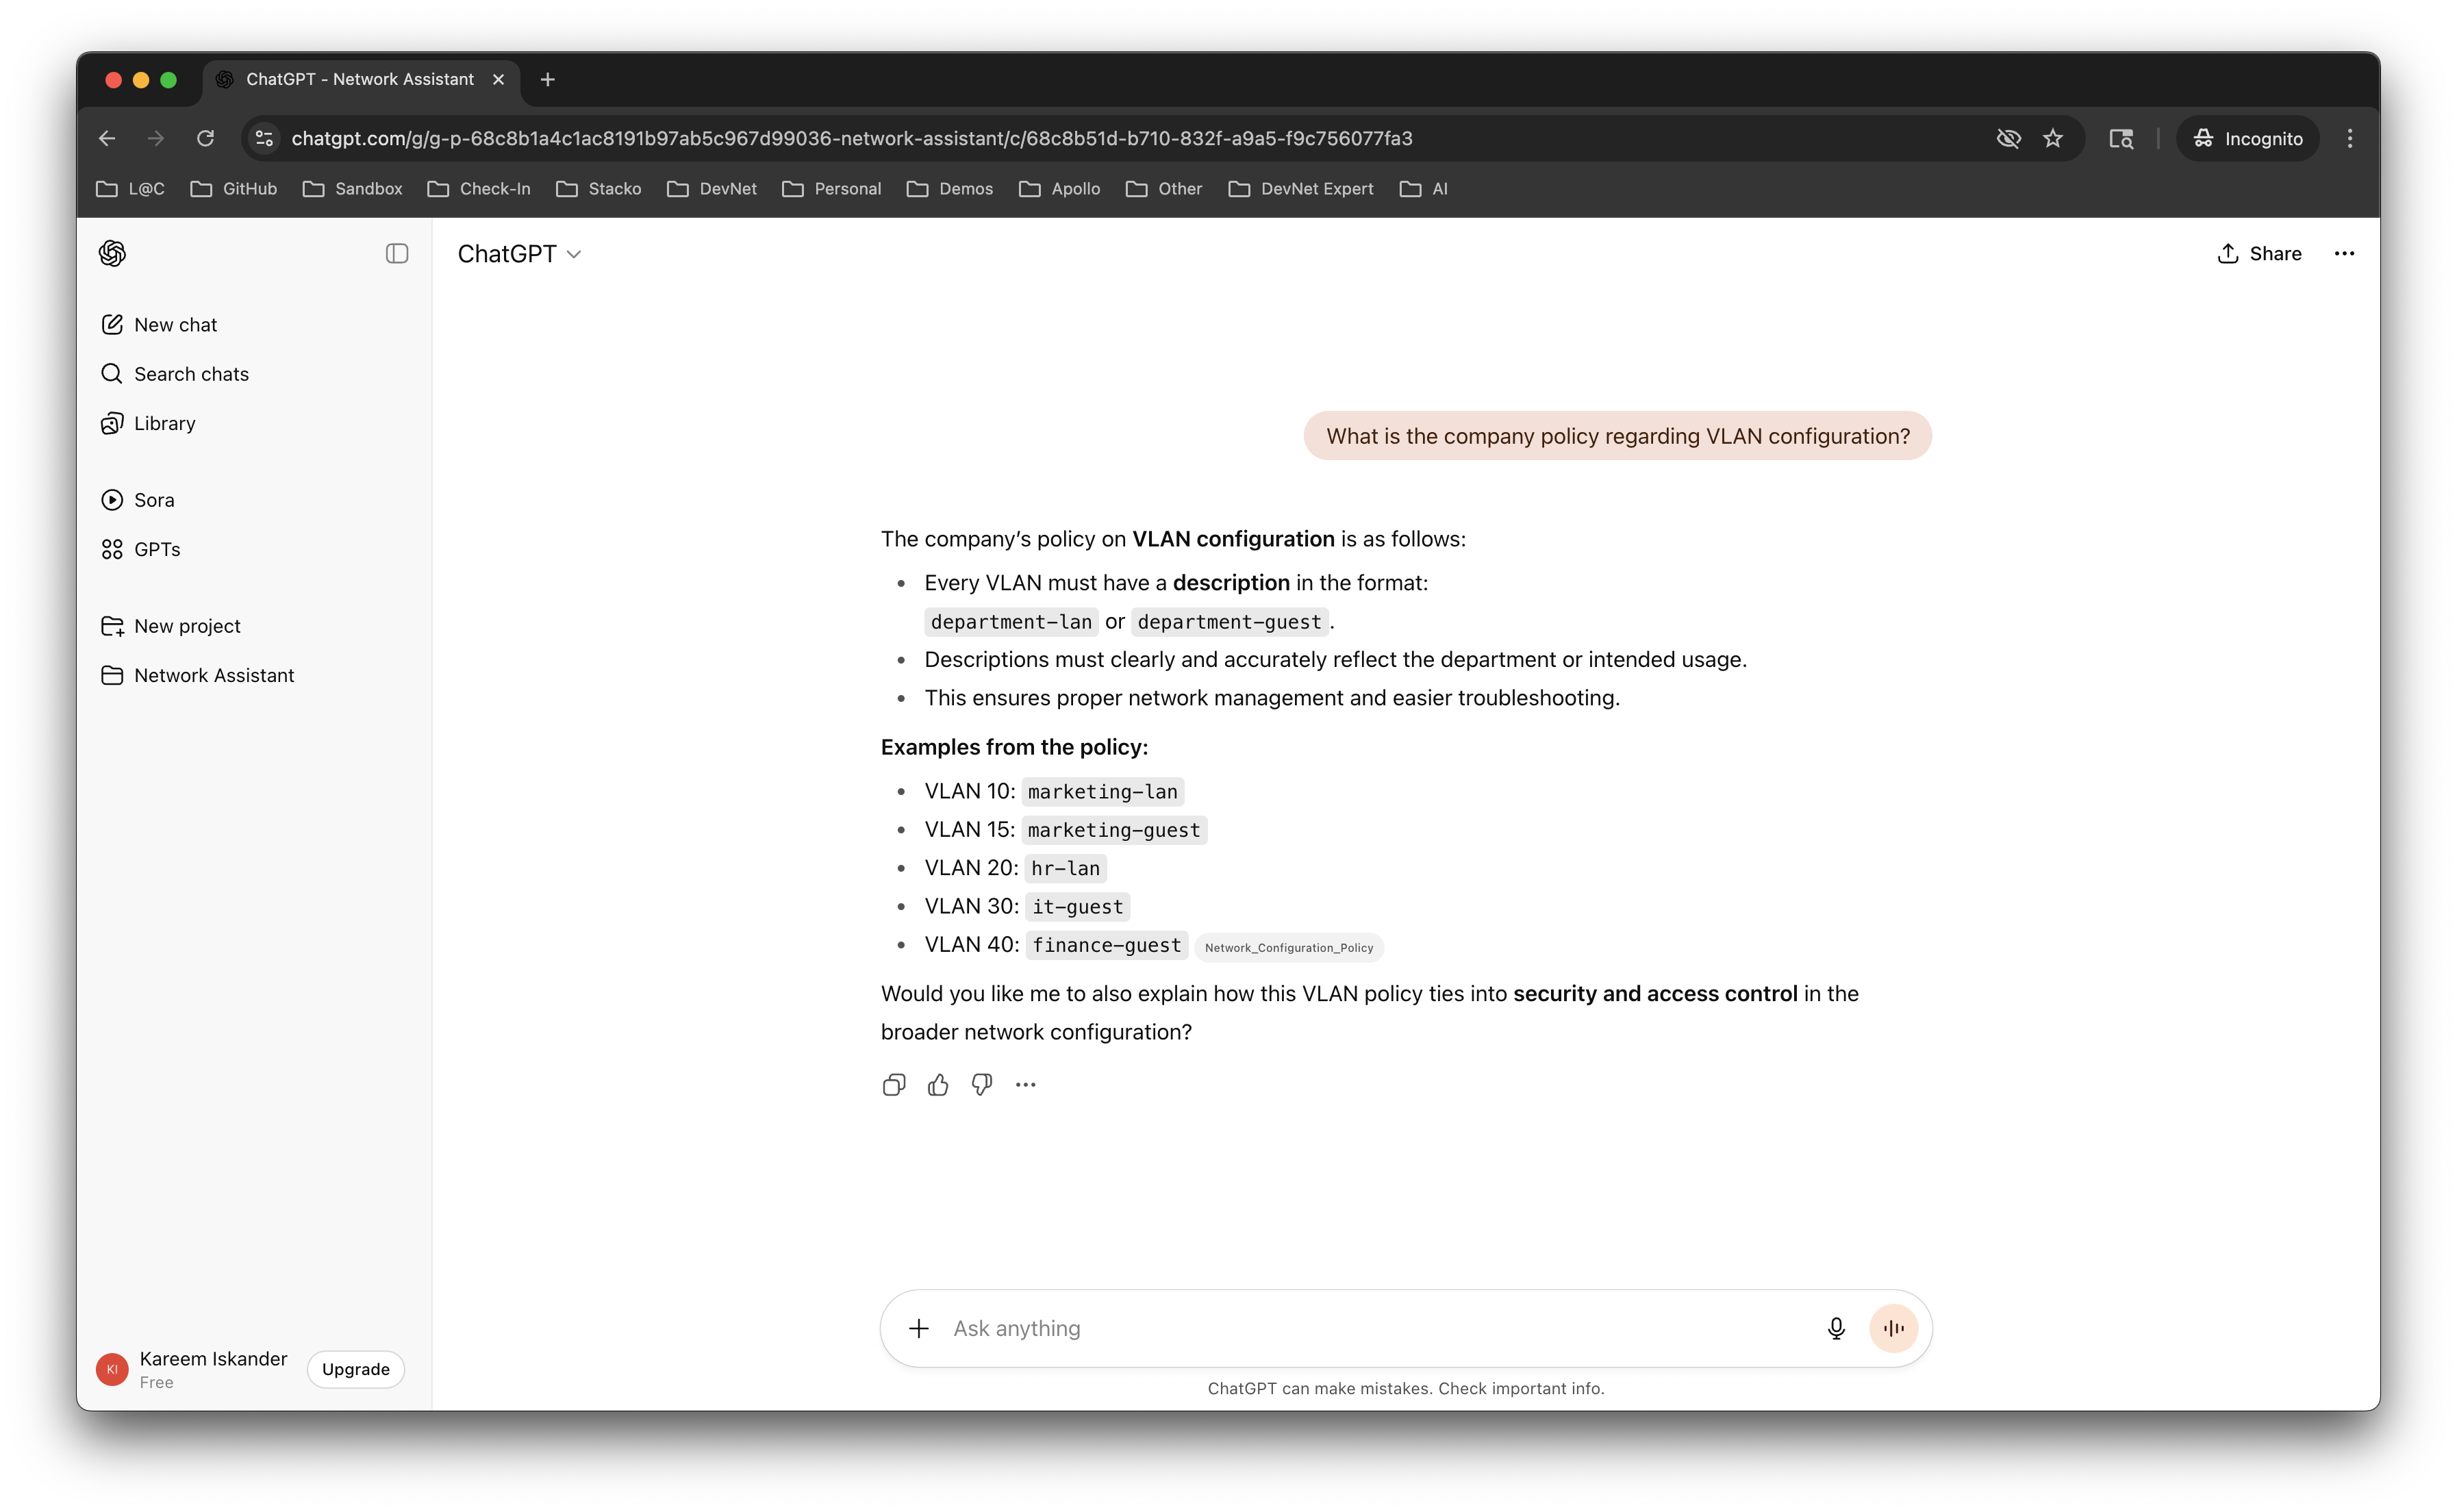 ChatGPT - Network Assistant
chatgpt.com/g/g-p-68c8b1a4c1ac8191b97ab5c967d99036-network-assistant/c/68c8b51d-b710-832f-a9a5-f9c756077fa3
Incognito
L@C GitHub Sandbox Check-In Stacko DevNet Personal Demos Apollo Other DevNet Expert AI
ChatGPT
Share
New chat
Search chats
Library
Sora
GPTs
New project
Network Assistant
What is the company policy regarding VLAN configuration?
The company’s policy on VLAN configuration is as follows:
• Every VLAN must have a description in the format:
department-lan or department-guest.
• Descriptions must clearly and accurately reflect the department or intended usage.
• This ensures proper network management and easier troubleshooting.
Examples from the policy:
• VLAN 10: marketing-lan
• VLAN 15: marketing-guest
• VLAN 20: hr-lan
• VLAN 30: it-guest
• VLAN 40: finance-guest Network_Configuration_Policy
Would you like me to also explain how this VLAN policy ties into security and access control in the
broader network configuration?
Ask anything
ChatGPT can make mistakes. Check important info.
KI
Kareem Iskander
Free
Upgrade